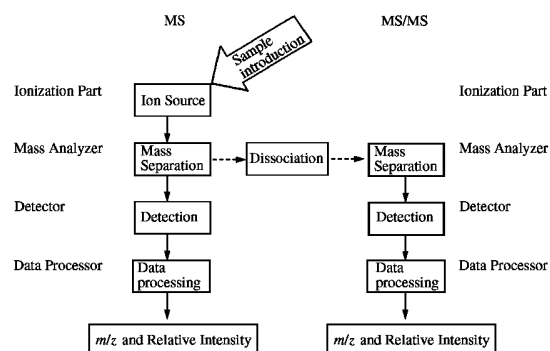 MS
MS/MS
Sample
introduction
Ionization Part
Ion Source
Ionization Part
Mass Analyzer
Mass
Separation
Dissociation
Mass
Separation
Mass Analyzer
Detector
Detection
Detection
Detector
Data Processor
Data
processing
Data
processing
Data Processor
m/z and Relative Intensity
m/z and Relative Intensity